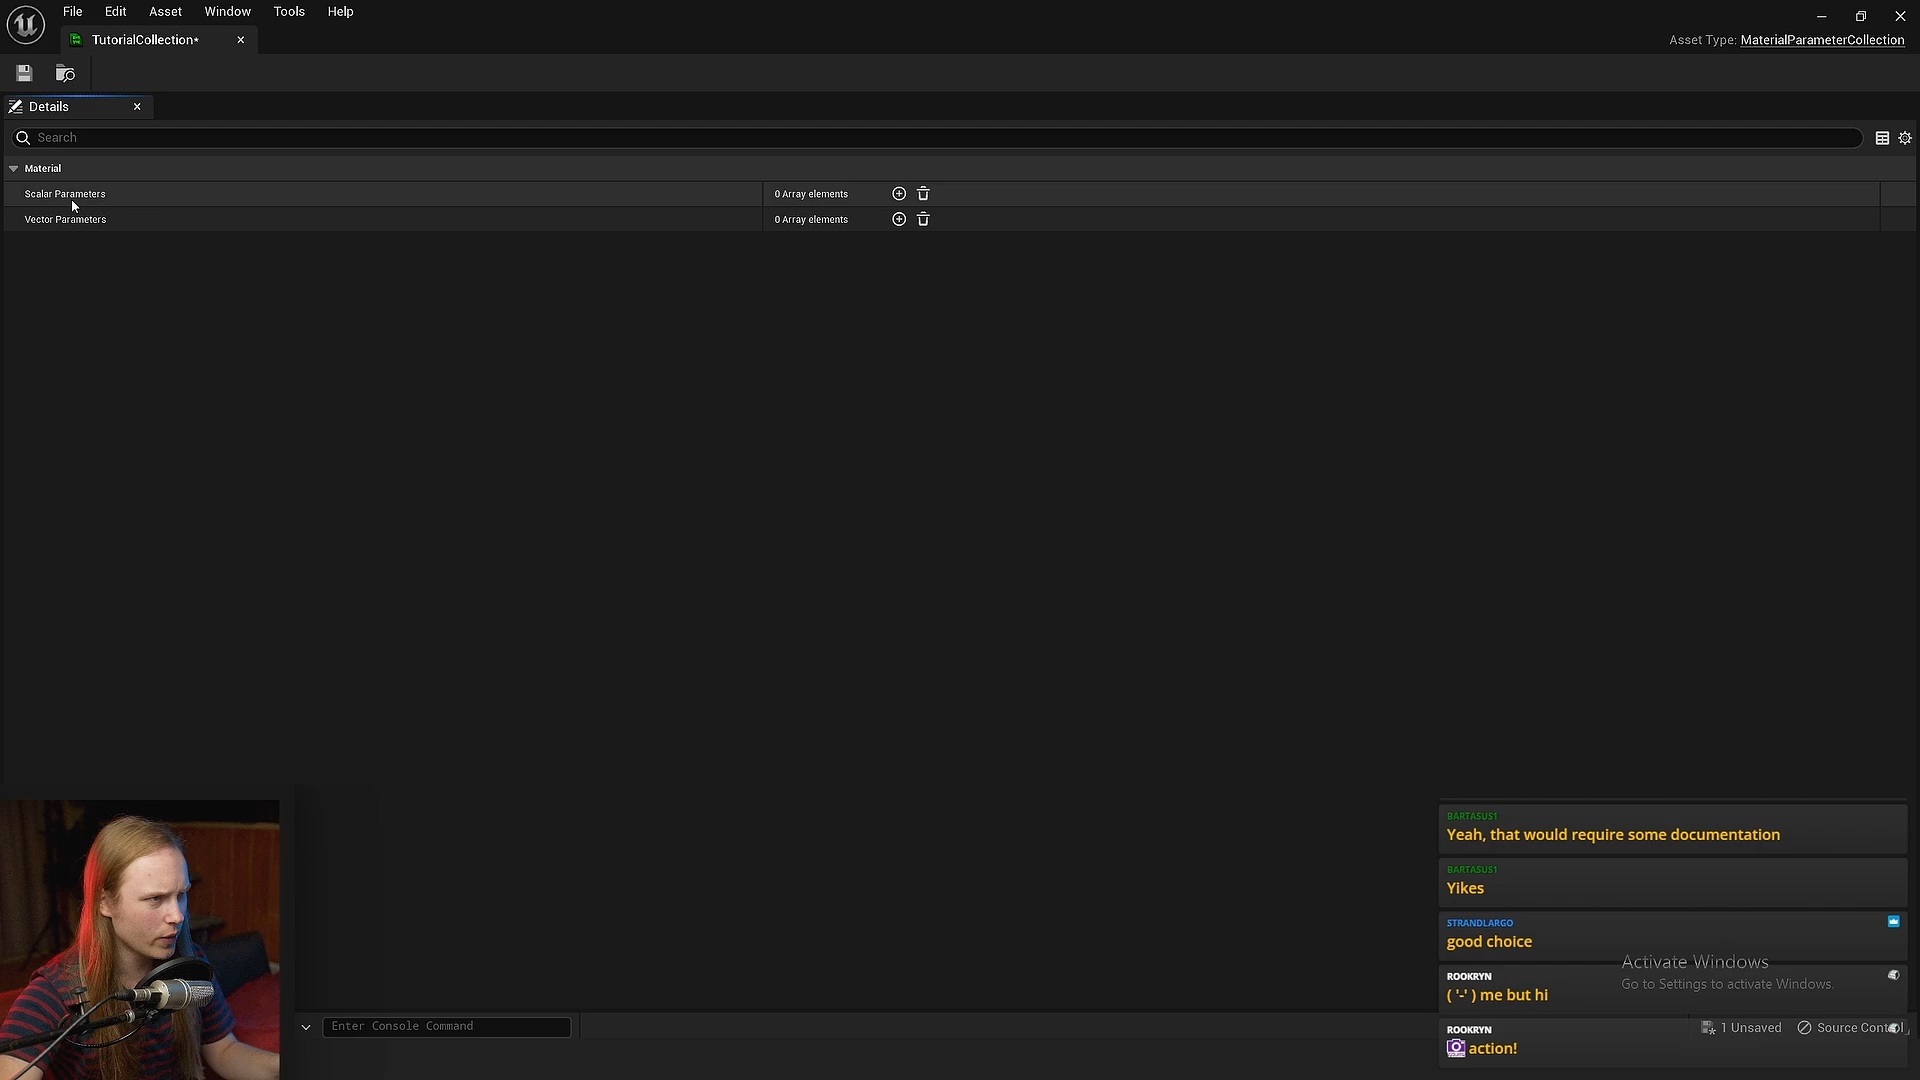 File Edit Asset Window Tools Help
TutorialCollection*
Asset Type: MaterialParameterCollection
Details
Search
Material
Scalar Parameters 0 Array elements
Vector Parameters 0 Array elements
BARTASUS1
Yeah, that would require some documentation
BARTASUS1
Yikes
STRANDLARGO
good choice
Activate Windows
Go to Settings to activate Windows.
ROOKRYN
( '-' ) me but hi
Enter Console Command
1 Unsaved
Source Control
ROOKRYN
action!